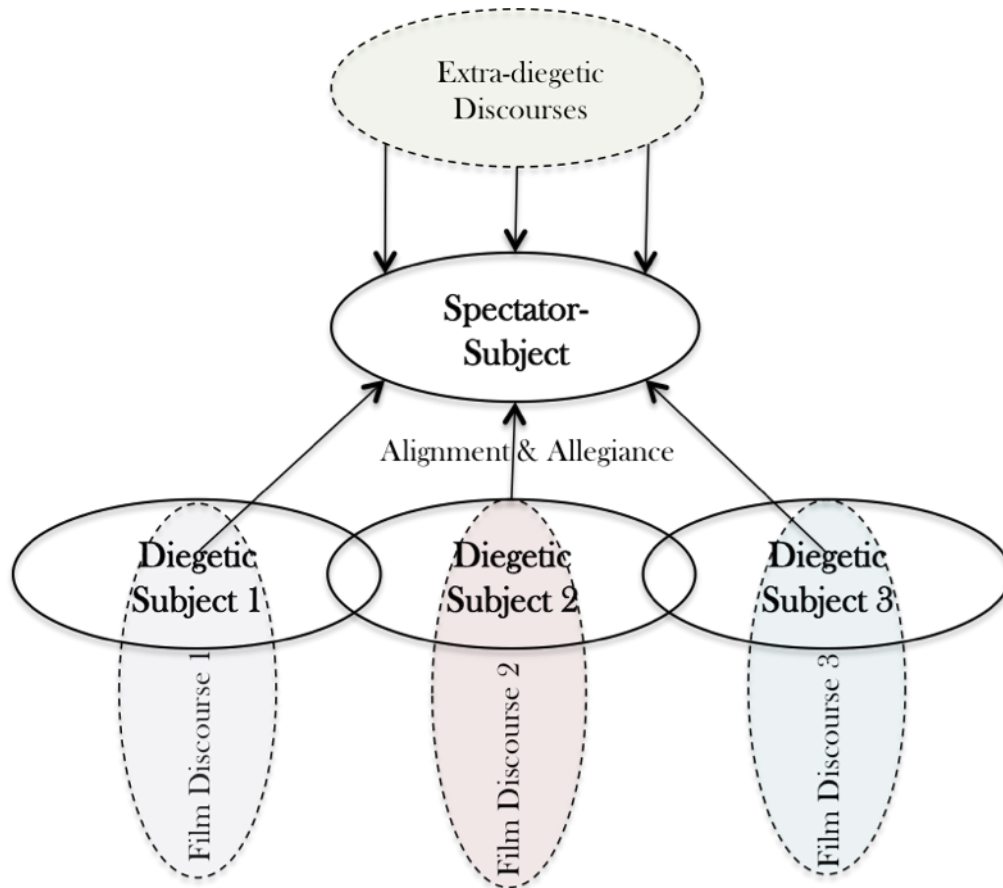 Extra-diegetic
Discourses
Spectator-
Subject
Alignment & Allegiance
Diegetic
Subject 1
Diegetic
Subject 2
Diegetic
Subject 3
Film Discourse 1
Film Discourse 2
Film Discourse 3